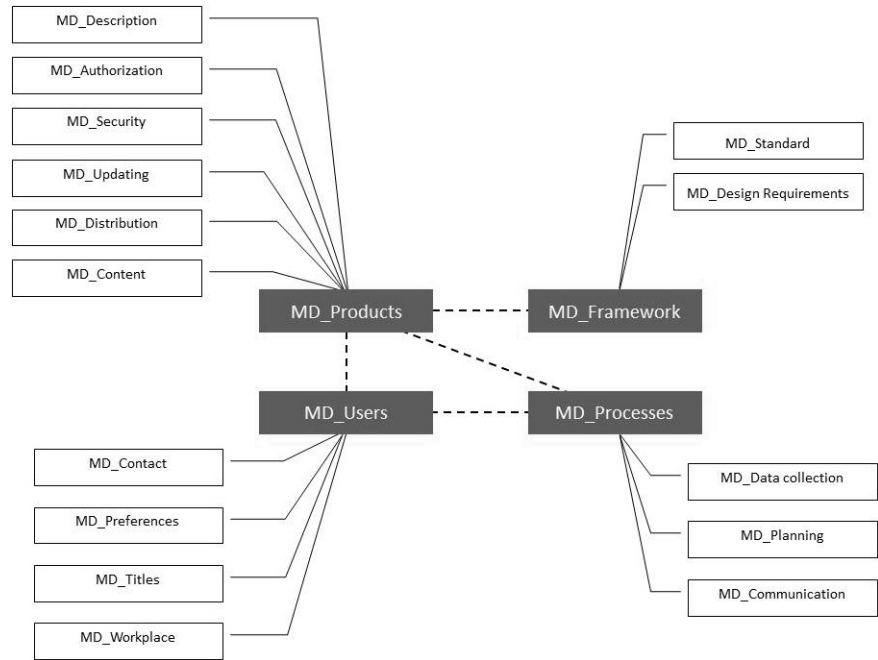 MD_Description
MD_Authorization
MD_Security
MD_Updating
MD_Distribution
MD_Content
MD_Standard
MD_Design Requirements
MD_Products
MD_Framework
MD_Users
MD_Processes
MD_Contact
MD_Preferences
MD_Titles
MD_Workplace
MD_Data collection
MD_Planning
MD_Communication